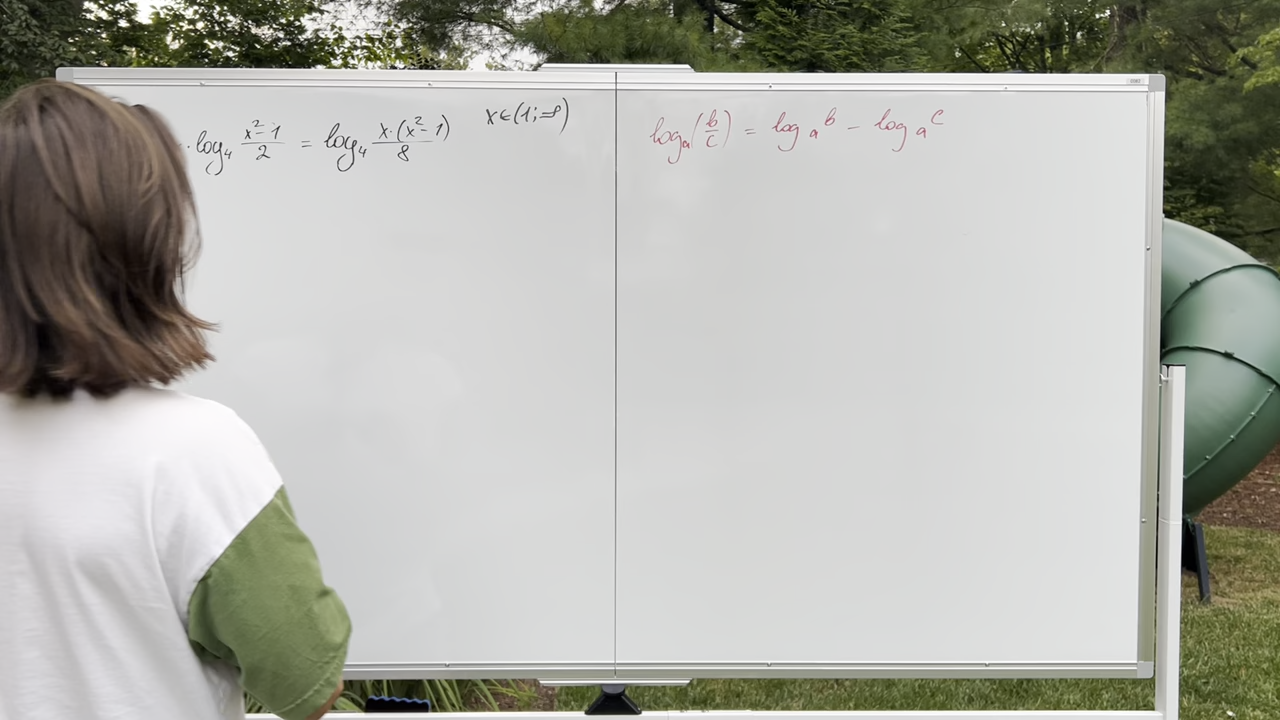 · log₄ (x² - 1)/2 = log₄ (x·(x² - 1))/8
x∈(1;∞)
logₐ(b/c) = logₐ b - logₐ c